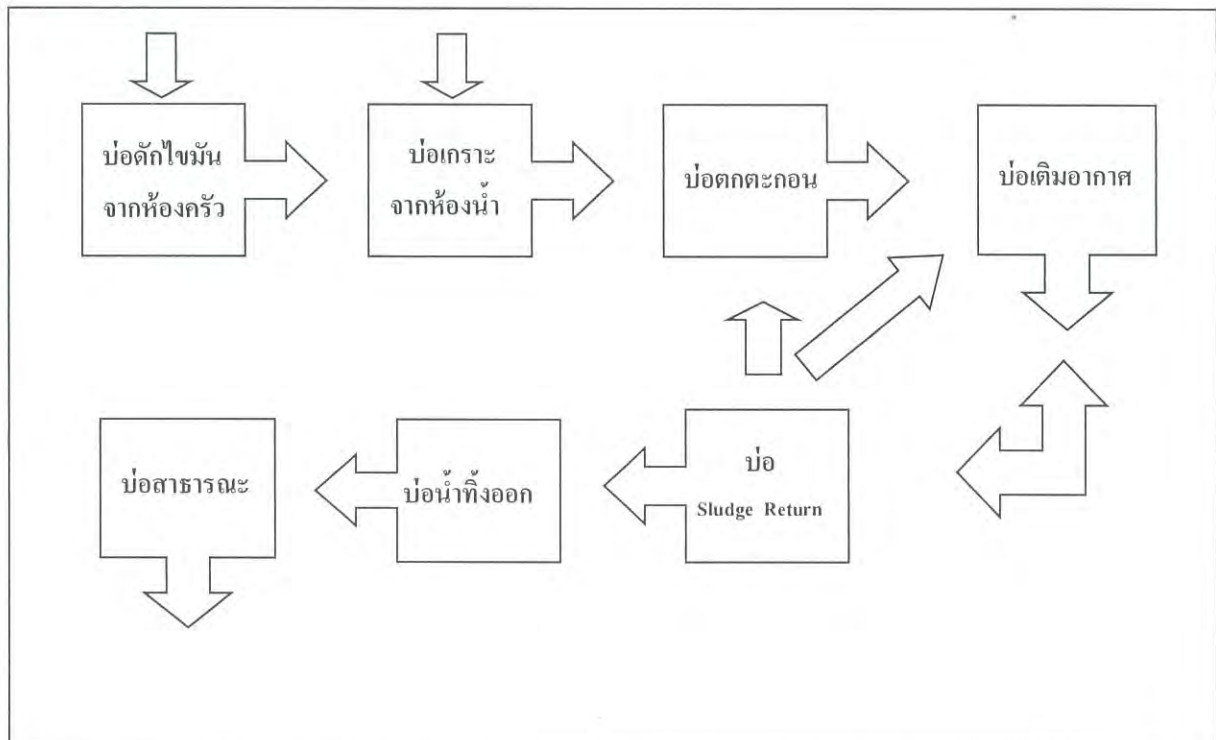 บ่อดักไขมัน
จากห้องครัว
บ่อเกราะ
จากห้องน้ำ
บ่อตกตะกอน
บ่อเติมอากาศ
บ่อสาธารณะ
บ่อน้ำทิ้งออก
บ่อ
Sludge Return